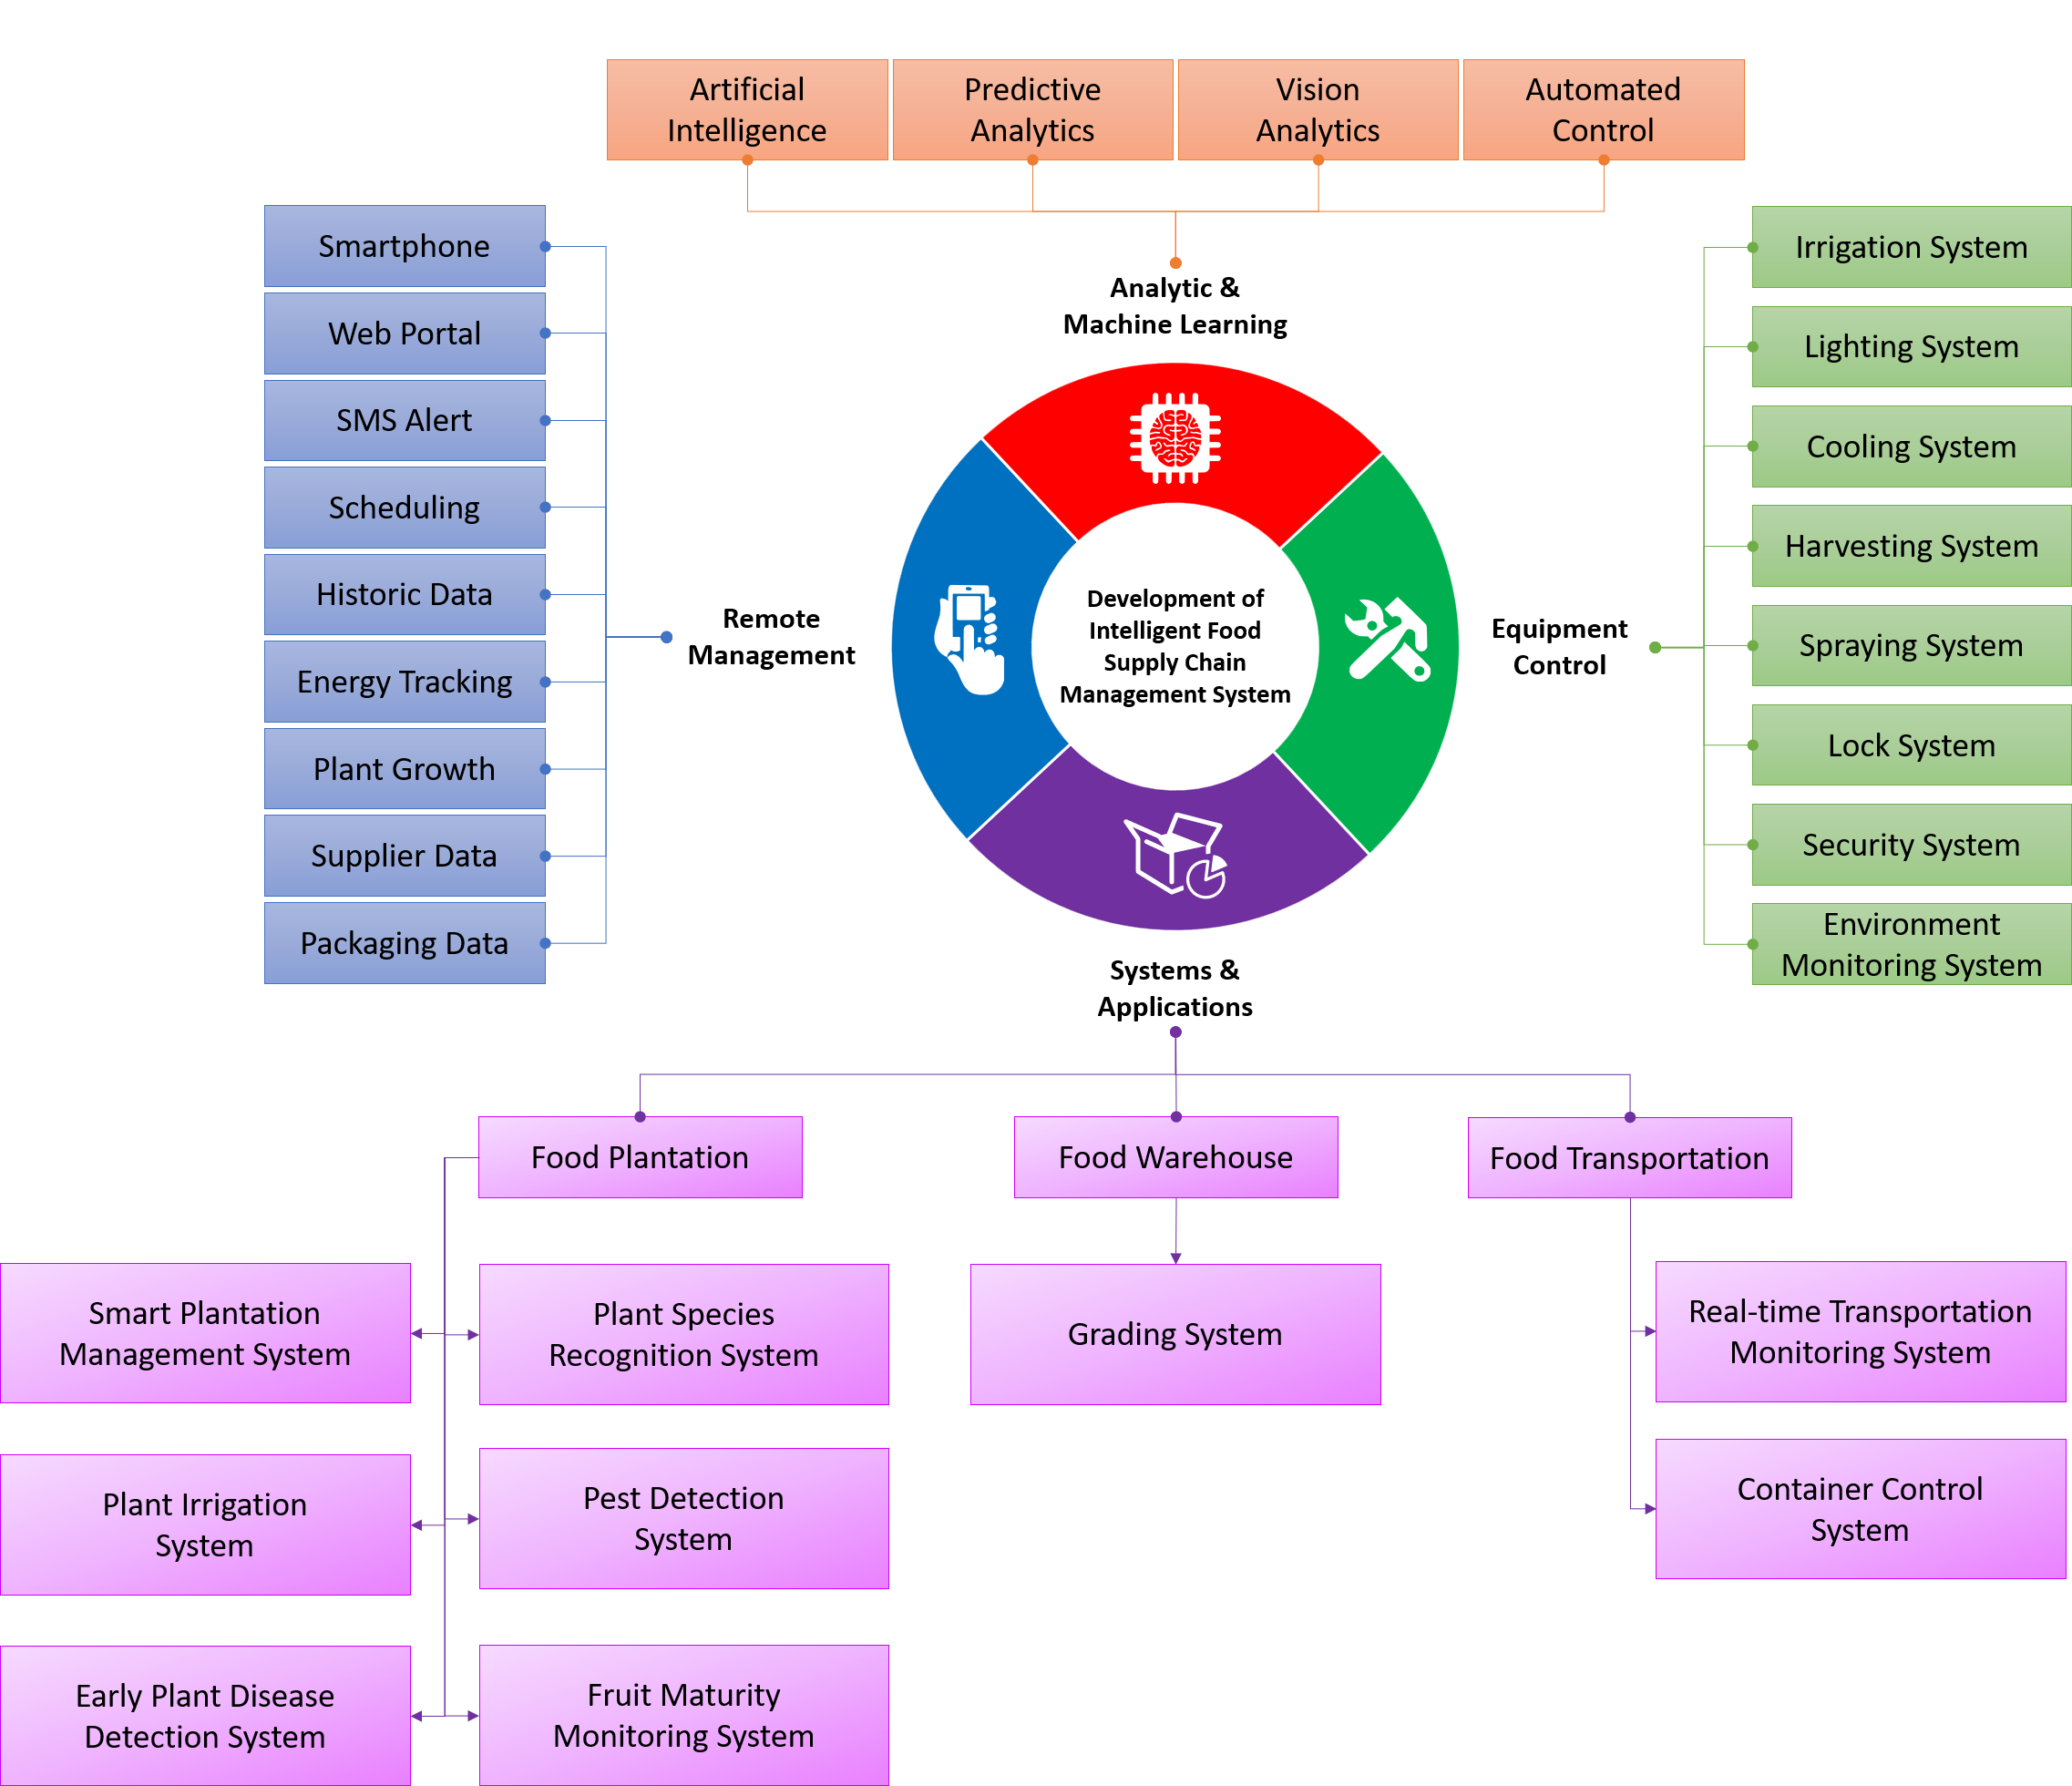 Artificial
Intelligence
Predictive
Analytics
Vision
Analytics
Automated
Control
Analytic &
Machine Learning
Smartphone
Web Portal
SMS Alert
Scheduling
Historic Data
Energy Tracking
Plant Growth
Supplier Data
Packaging Data
Remote
Management
Development of
Intelligent Food
Supply Chain
Management System
Equipment
Control
Irrigation System
Lighting System
Cooling System
Harvesting System
Spraying System
Lock System
Security System
Environment
Monitoring System
Systems &
Applications
Food Plantation
Food Warehouse
Food Transportation
Smart Plantation
Management System
Plant Species
Recognition System
Plant Irrigation
System
Pest Detection
System
Early Plant Disease
Detection System
Fruit Maturity
Monitoring System
Grading System
Real-time Transportation
Monitoring System
Container Control
System